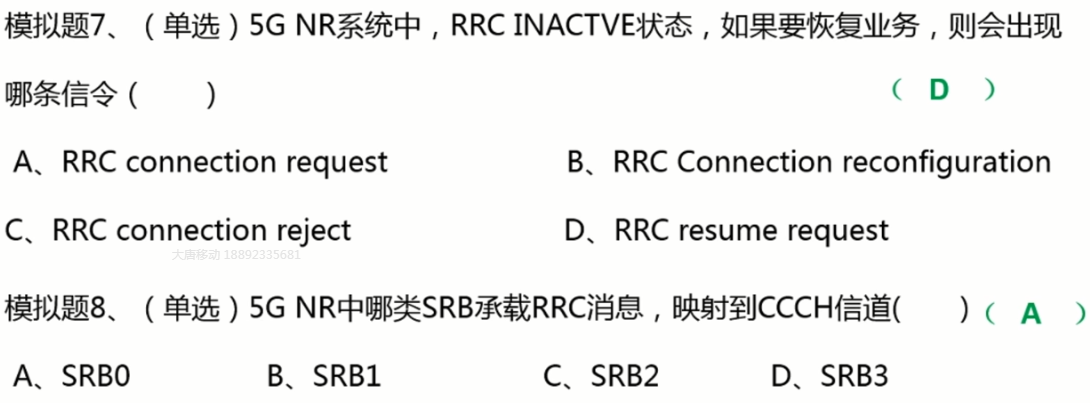 模拟题7、（单选）5G NR系统中，RRC INACTVE状态，如果要恢复业务，则会出现
哪条信令（　　）　（ D ）
A、RRC connection request　B、RRC Connection reconfiguration
C、RRC connection reject　D、RRC resume request
大唐移动 18892335681
模拟题8、（单选）5G NR中哪类SRB承载RRC消息，映射到CCCH信道(　　)（ A ）
A、SRB0　B、SRB1　C、SRB2　D、SRB3